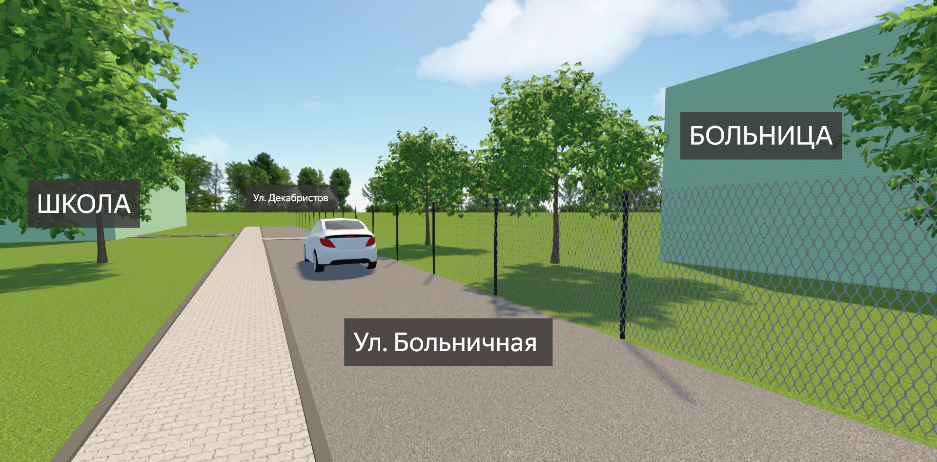 БОЛЬНИЦА
ШКОЛА
Ул. Декабристов
Ул. Больничная